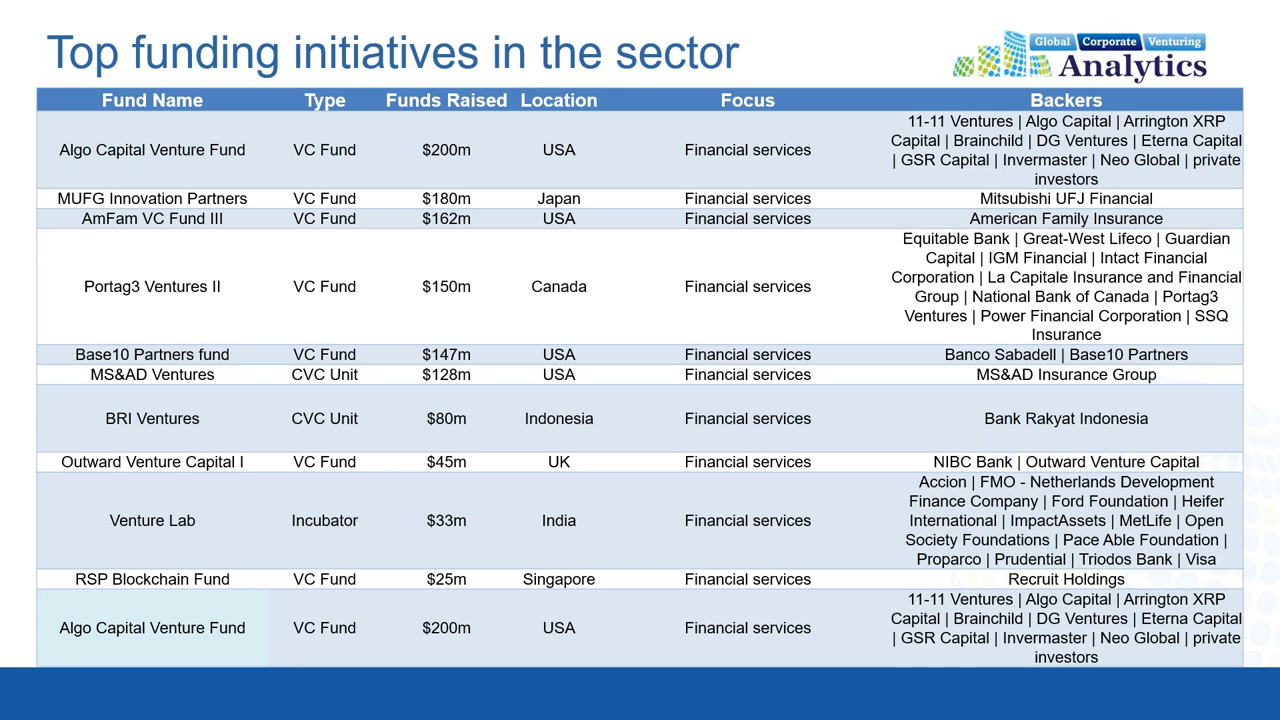 Top funding initiatives in the sector
Global Corporate Venturing
Analytics
Fund Name Type Funds Raised Location Focus Backers
11-11 Ventures | Algo Capital | Arrington XRP
Capital | Brainchild | DG Ventures | Eterna Capital
Algo Capital Venture Fund VC Fund $200m USA Financial services
| GSR Capital | Invermaster | Neo Global | private
investors
MUFG Innovation Partners VC Fund $180m Japan Financial services Mitsubishi UFJ Financial
AmFam VC Fund III VC Fund $162m USA Financial services American Family Insurance
Equitable Bank | Great-West Lifeco | Guardian
Capital | IGM Financial | Intact Financial
Corporation | La Capitale Insurance and Financial
Portag3 Ventures II VC Fund $150m Canada Financial services
Group | National Bank of Canada | Portag3
Ventures | Power Financial Corporation | SSQ
Insurance
Base10 Partners fund VC Fund $147m USA Financial services Banco Sabadell | Base10 Partners
MS&AD Ventures CVC Unit $128m USA Financial services MS&AD Insurance Group
BRI Ventures CVC Unit $80m Indonesia Financial services Bank Rakyat Indonesia
Outward Venture Capital I VC Fund $45m UK Financial services NIBC Bank | Outward Venture Capital
Accion | FMO - Netherlands Development
Finance Company | Ford Foundation | Heifer
Venture Lab Incubator $33m India Financial services International | ImpactAssets | MetLife | Open
Society Foundations | Pace Able Foundation |
Proparco | Prudential | Triodos Bank | Visa
RSP Blockchain Fund VC Fund $25m Singapore Financial services Recruit Holdings
11-11 Ventures | Algo Capital | Arrington XRP
Capital | Brainchild | DG Ventures | Eterna Capital
Algo Capital Venture Fund VC Fund $200m USA Financial services
| GSR Capital | Invermaster | Neo Global | private
investors